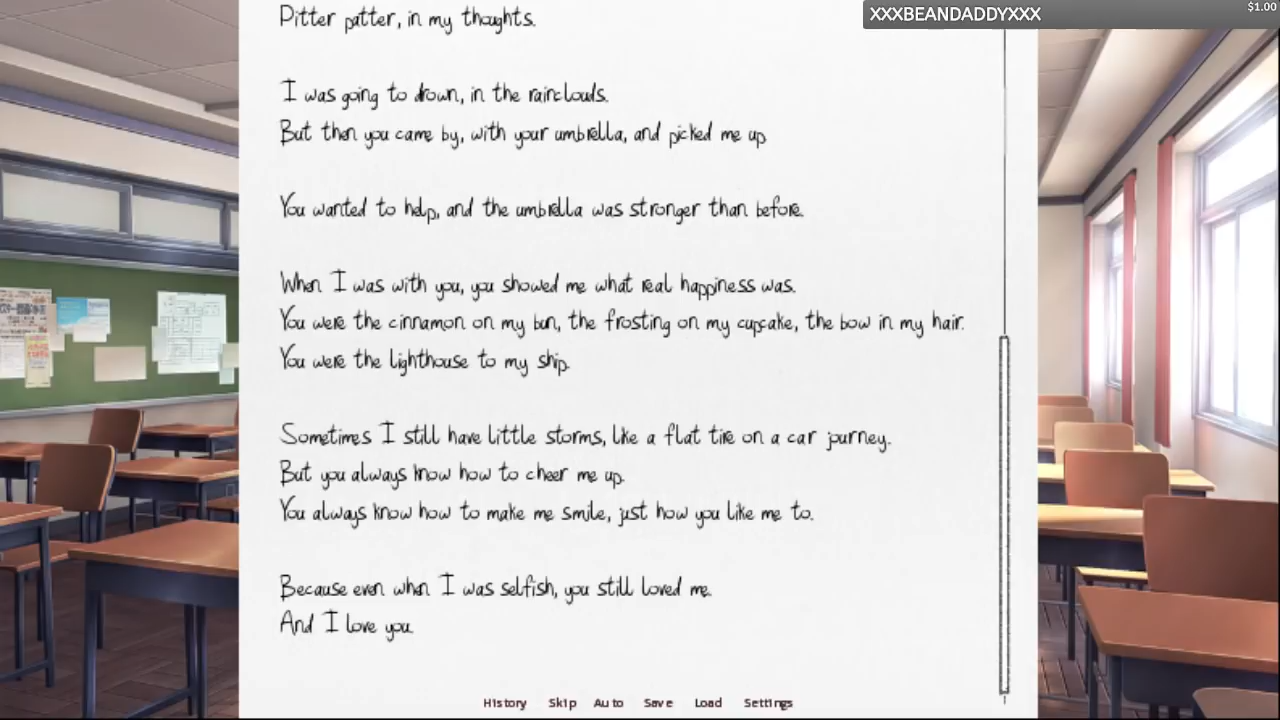 XXXBEANDADDYXXX
$1.00
Pitter patter, in my thoughts.
I was going to drown, in the rainclouds.
But then you came by, with your umbrella, and picked me up.
You wanted to help, and the umbrella was stronger than before.
When I was with you, you showed me what real happiness was.
You were the cinnamon on my bun, the frosting on my cupcake, the bow in my hair.
You were the lighthouse to my ship.
Sometimes I still have little storms, like a flat tire on a car journey.
But you always know how to cheer me up.
You always know how to make me smile, just how you like me to.
Because even when I was selfish, you still loved me.
And I love you.
History Skip Auto Save Load Settings